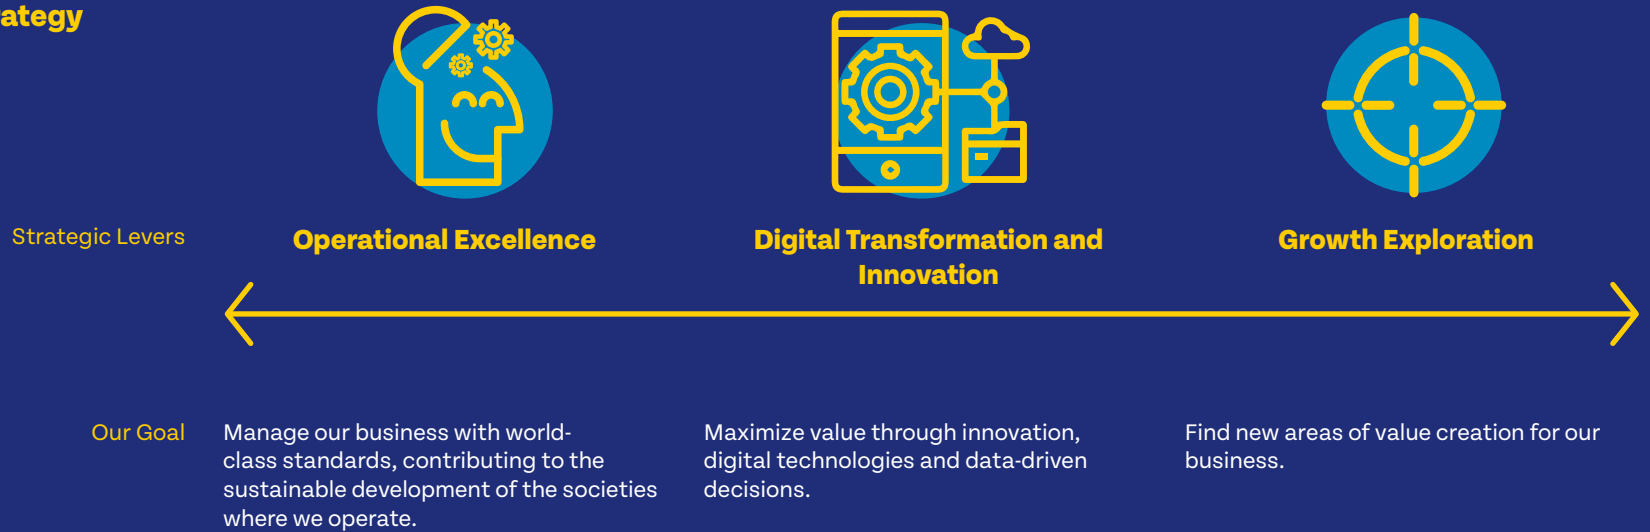 ategy
Strategic Levers
Operational Excellence
Digital Transformation and
Innovation
Growth Exploration
Our Goal
Manage our business with world-
class standards, contributing to the
sustainable development of the societies
where we operate.
Maximize value through innovation,
digital technologies and data-driven
decisions.
Find new areas of value creation for our
business.